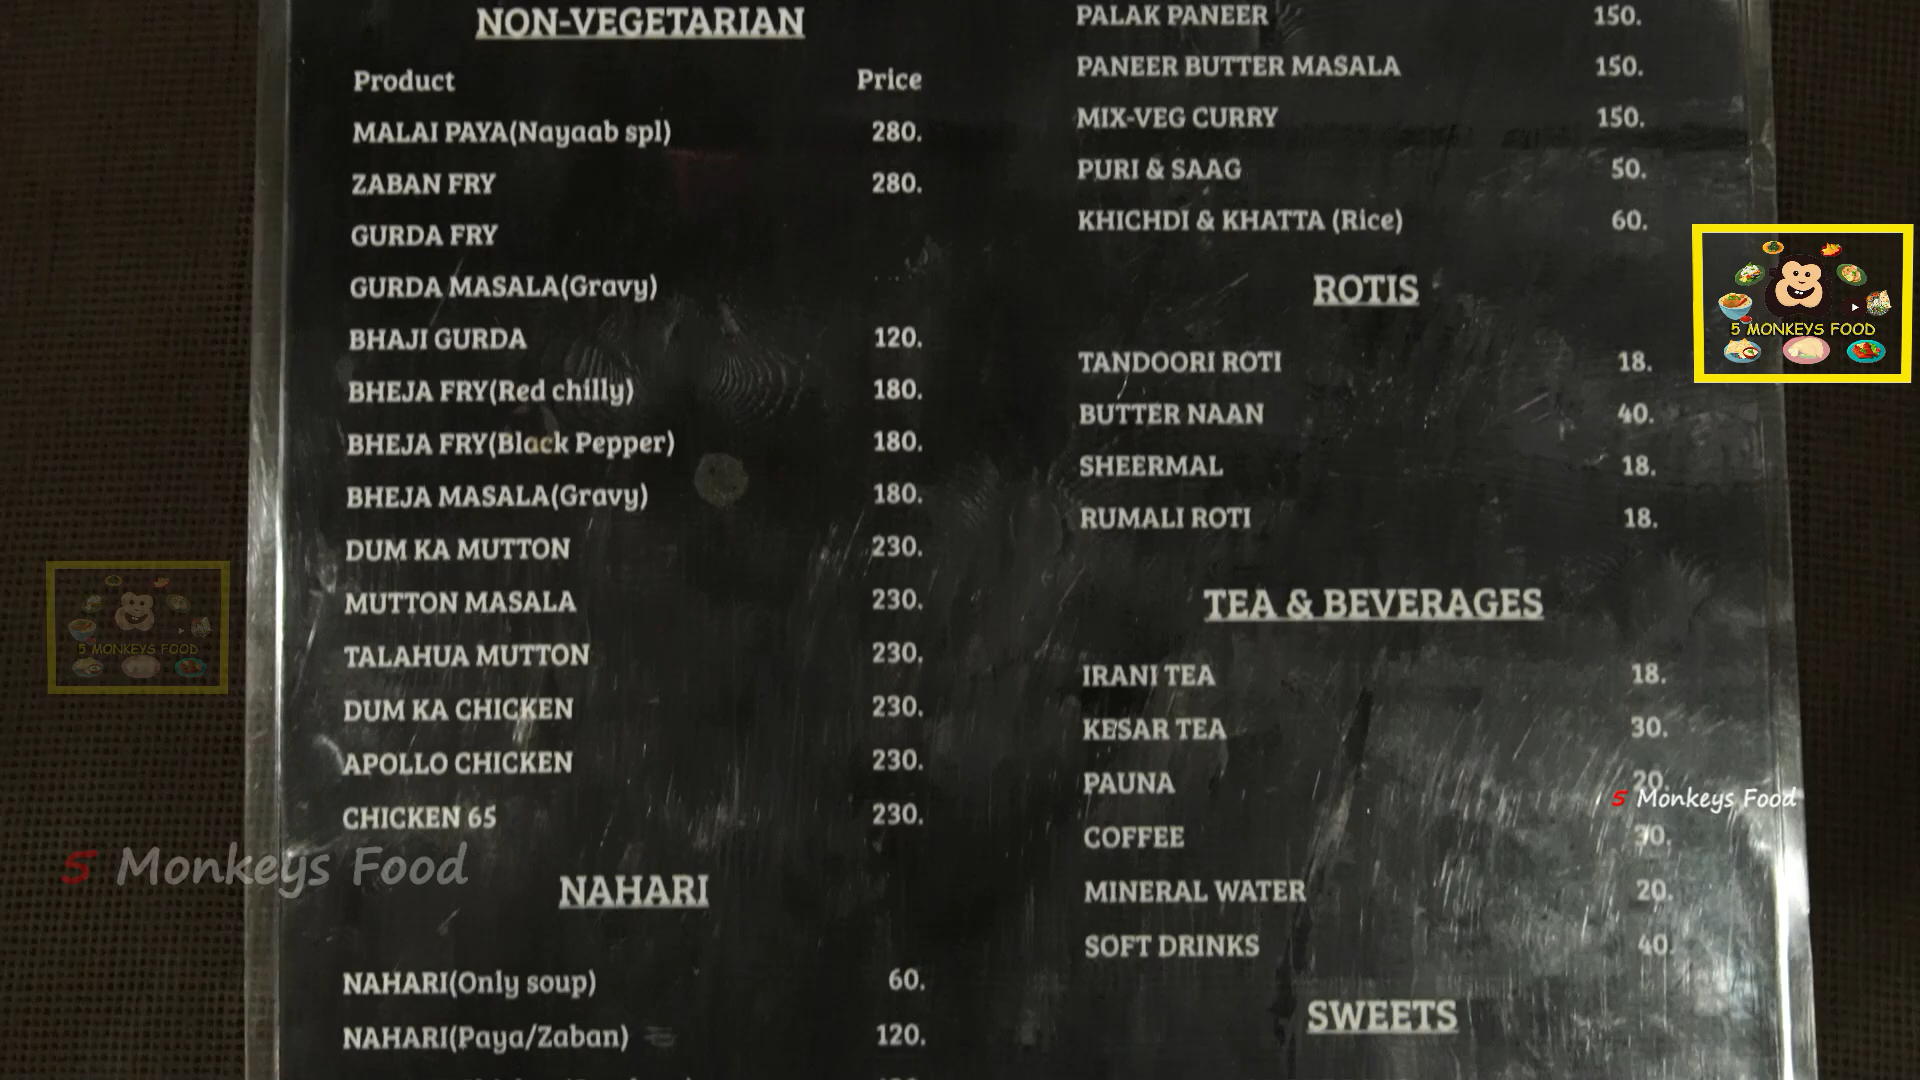 NON-VEGETARIAN
Product Price
MALAI PAYA(Nayaab spl) 280.
ZABAN FRY 280.
GURDA FRY
GURDA MASALA(Gravy)
BHAJI GURDA 120.
BHEJA FRY(Red chilly) 180.
BHEJA FRY(Black Pepper) 180.
BHEJA MASALA(Gravy) 180.
DUM KA MUTTON 230.
MUTTON MASALA 230.
TALAHUA MUTTON 230.
DUM KA CHICKEN 230.
APOLLO CHICKEN 230.
CHICKEN 65 230.
NAHARI
NAHARI(Only soup) 60.
NAHARI(Paya/Zaban) 120.
PALAK PANEER 150.
PANEER BUTTER MASALA 150.
MIX-VEG CURRY 150.
PURI & SAAG 50.
KHICHDI & KHATTA (Rice) 60.
ROTIS
TANDOORI ROTI 18.
BUTTER NAAN 40.
SHEERMAL 18.
RUMALI ROTI 18.
TEA & BEVERAGES
IRANI TEA 18.
KESAR TEA 30.
PAUNA 20.
COFFEE 30.
MINERAL WATER 20.
SOFT DRINKS 40.
SWEETS
5 MONKEYS FOOD
5 Monkeys Food
5 MONKEYS FOOD
5 Monkeys Food